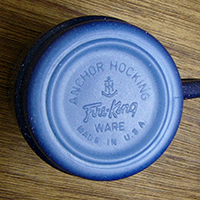 ANCHOR HOCKING
Fire-King
WARE
MADE IN U.S.A